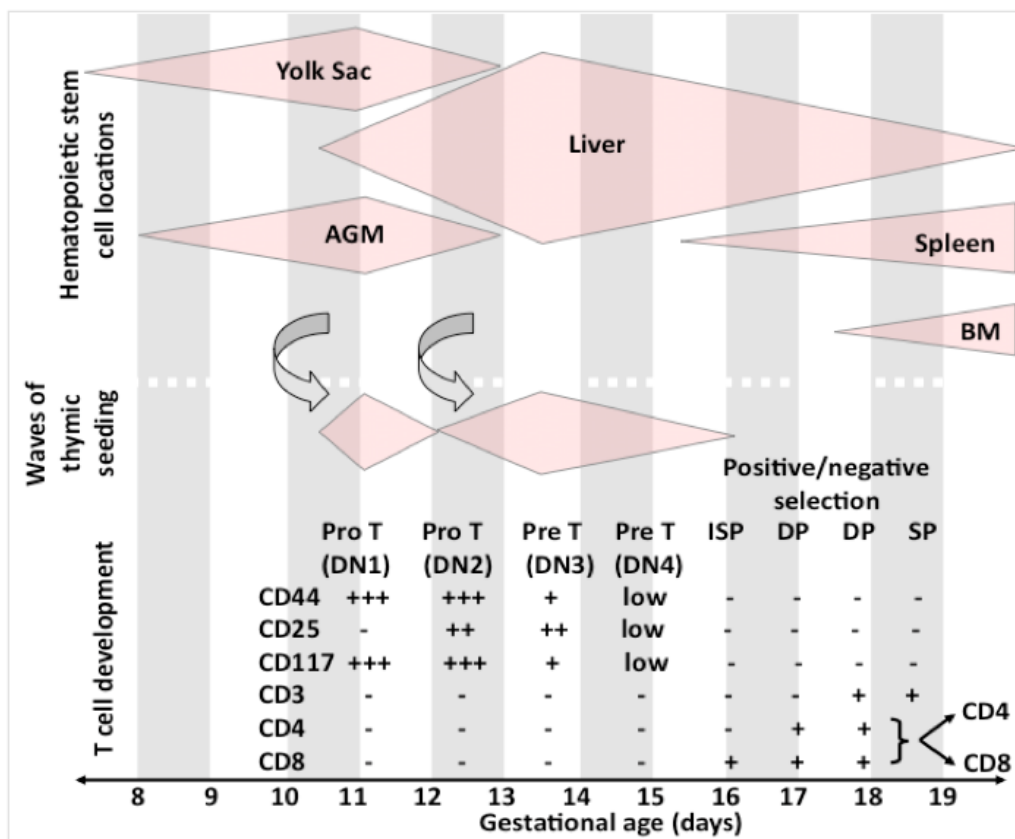 Hematopoietic stem
cell locations
Yolk Sac
Liver
AGM
Spleen
BM
Waves of
thymic
seeding
Positive/negative
selection
T cell development
Pro T Pro T Pre T Pre T ISP DP DP SP
(DN1) (DN2) (DN3) (DN4)
CD44 +++ +++ + low - - - -
CD25 - ++ ++ low - - - -
CD117 +++ +++ + low - - - -
CD3 - - - - - - + +
CD4 - - - - - + + } CD4
CD8 - - - - + + + CD8
8 9 10 11 12 13 14 15 16 17 18 19
Gestational age (days)